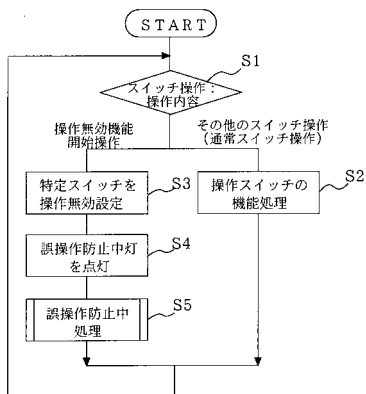 START
S1
スイッチ操作：
操作内容
操作無効機能
開始操作
その他のスイッチ操作
(通常スイッチ操作)
特定スイッチを
操作無効設定
S3
操作スイッチの
機能処理
S2
誤操作防止中灯
を点灯
S4
誤操作防止中
処理
S5